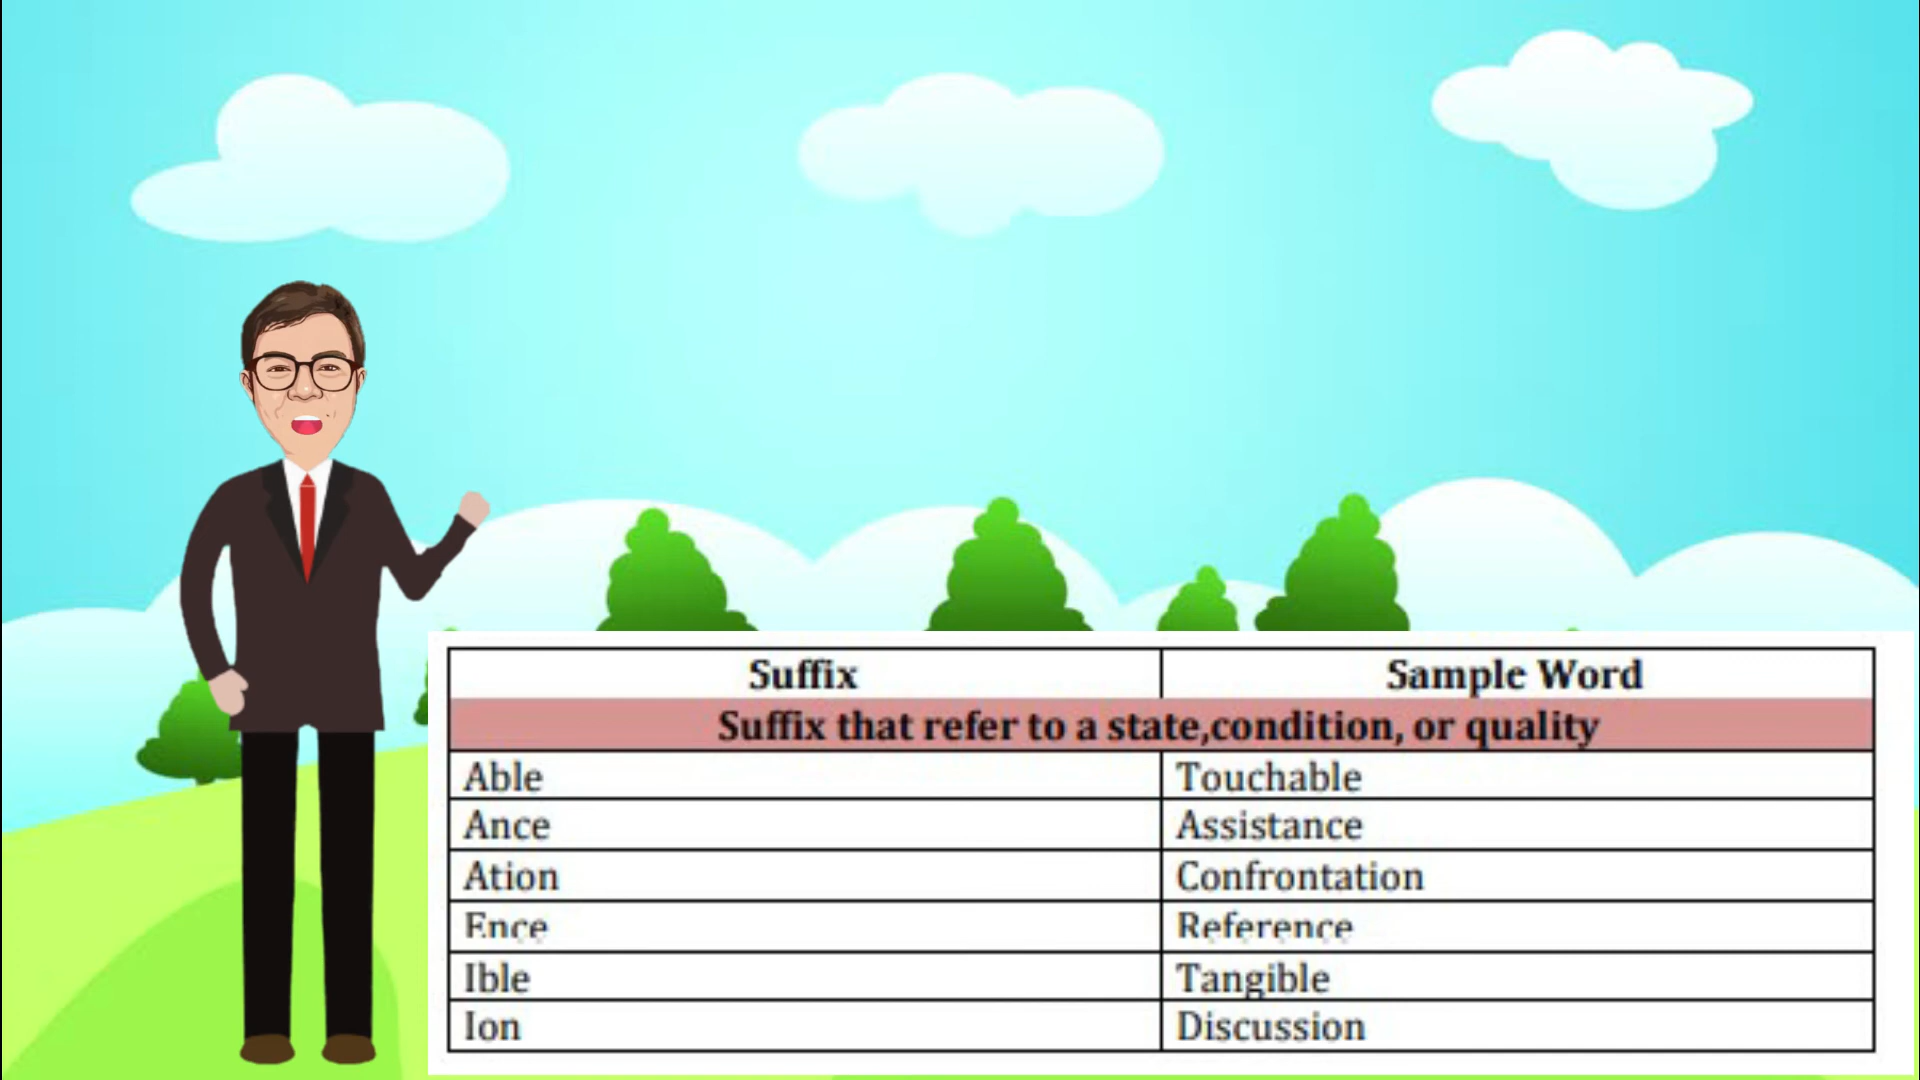 Suffix Sample Word
Suffix that refer to a state,condition, or quality
Able Touchable
Ance Assistance
Ation Confrontation
Ence Reference
Ible Tangible
Ion Discussion